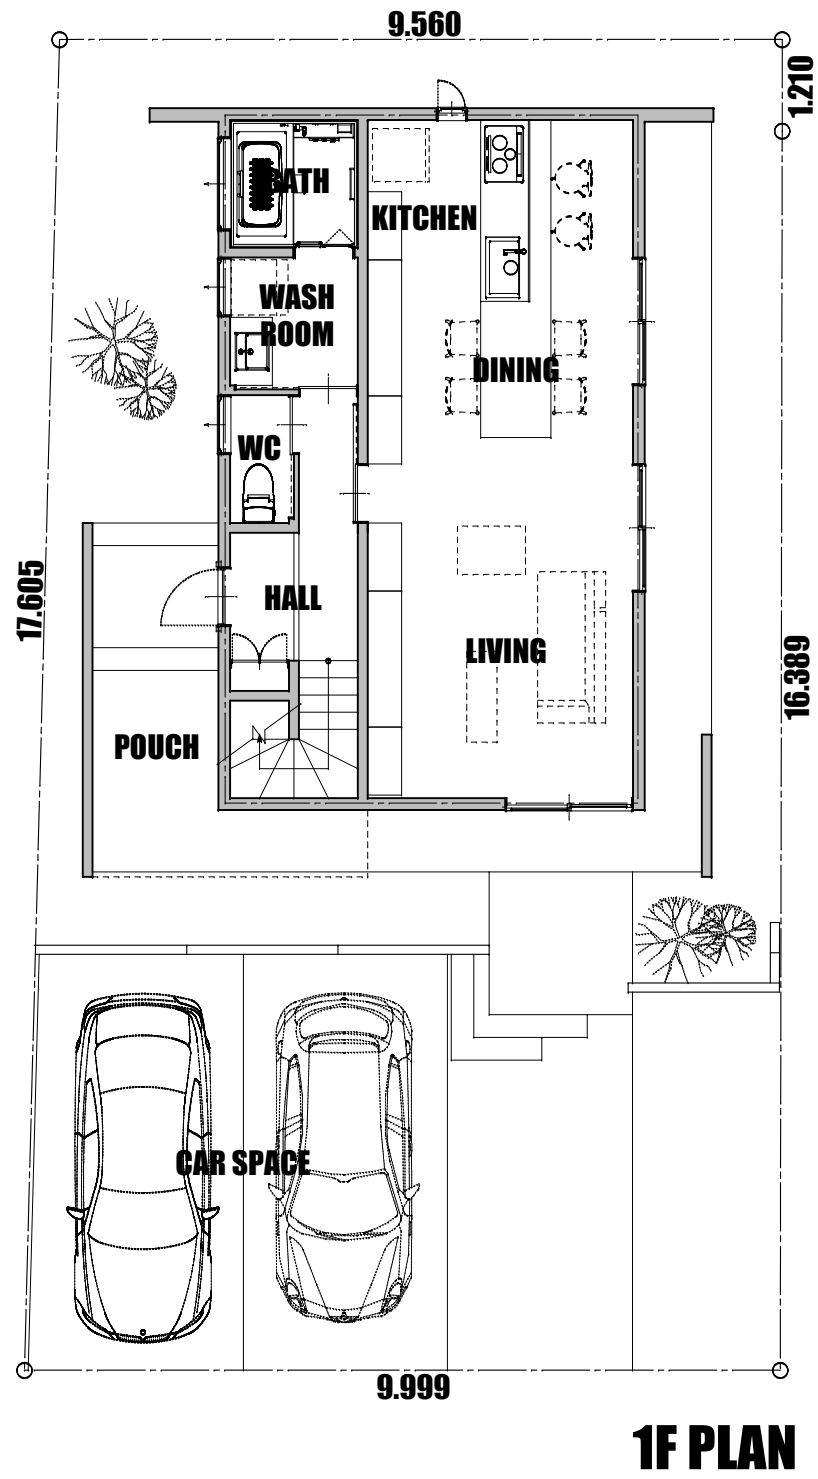 9.560
1.210
BATH
KITCHEN
WASH
ROOM
DINING
WC
17.605
HALL
LIVING
16.389
POUCH
CAR SPACE
9.999
1F PLAN